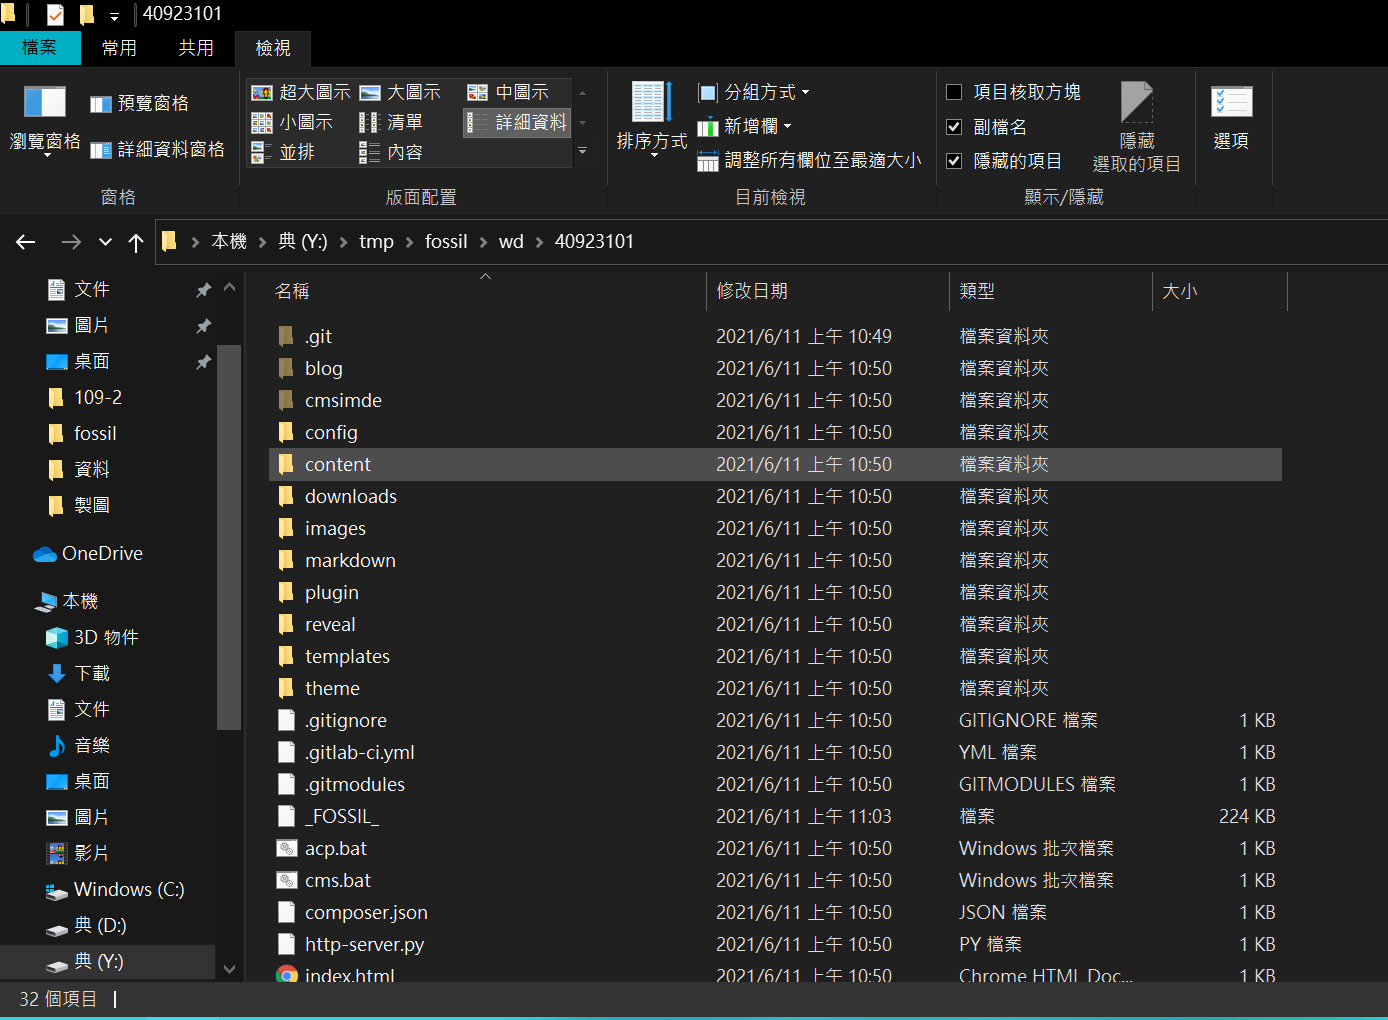 40923101
檔案 常用 共用 檢視
瀏覽窗格
預覽窗格
詳細資料窗格
窗格
超大圖示 大圖示 中圖示
小圖示 清單 詳細資料
並排 內容
版面配置
排序方式
分組方式
新增欄
調整所有欄位至最適大小
目前檢視
項目核取方塊
副檔名
隱藏的項目
隱藏
選取的項目
顯示/隱藏
選項
本機 典 (Y:) tmp fossil wd 40923101
文件
圖片
桌面
109-2
fossil
資料
製圖
OneDrive
本機
3D 物件
下載
文件
音樂
桌面
圖片
影片
Windows (C:)
典 (D:)
典 (Y:)
名稱 修改日期 類型 大小
.git 2021/6/11 上午 10:49 檔案資料夾
blog 2021/6/11 上午 10:50 檔案資料夾
cmsimde 2021/6/11 上午 10:50 檔案資料夾
config 2021/6/11 上午 10:50 檔案資料夾
content 2021/6/11 上午 10:50 檔案資料夾
downloads 2021/6/11 上午 10:50 檔案資料夾
images 2021/6/11 上午 10:50 檔案資料夾
markdown 2021/6/11 上午 10:50 檔案資料夾
plugin 2021/6/11 上午 10:50 檔案資料夾
reveal 2021/6/11 上午 10:50 檔案資料夾
templates 2021/6/11 上午 10:50 檔案資料夾
theme 2021/6/11 上午 10:50 檔案資料夾
.gitignore 2021/6/11 上午 10:50 GITIGNORE 檔案 1 KB
.gitlab-ci.yml 2021/6/11 上午 10:50 YML 檔案 1 KB
.gitmodules 2021/6/11 上午 10:50 GITMODULES 檔案 1 KB
_FOSSIL_ 2021/6/11 上午 11:03 檔案 224 KB
acp.bat 2021/6/11 上午 10:50 Windows 批次檔案 1 KB
cms.bat 2021/6/11 上午 10:50 Windows 批次檔案 1 KB
composer.json 2021/6/11 上午 10:50 JSON 檔案 1 KB
http-server.py 2021/6/11 上午 10:50 PY 檔案 1 KB
index.html 2021/6/11 上午 10:50 Chrome HTML Doc... 1 KB
32 個項目